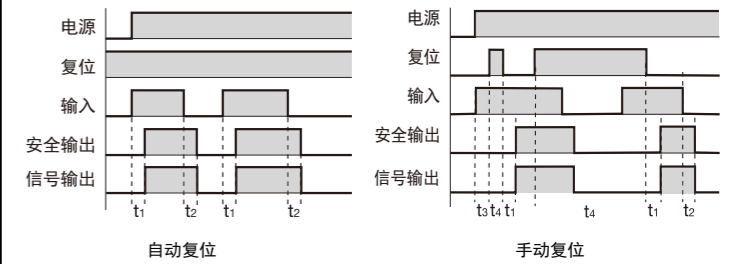 电源
复位
输入
安全输出
信号输出
t1 t2 t1 t2
自动复位
电源
复位
输入
安全输出
信号输出
t3 t4 t1 t4 t1 t2
手动复位